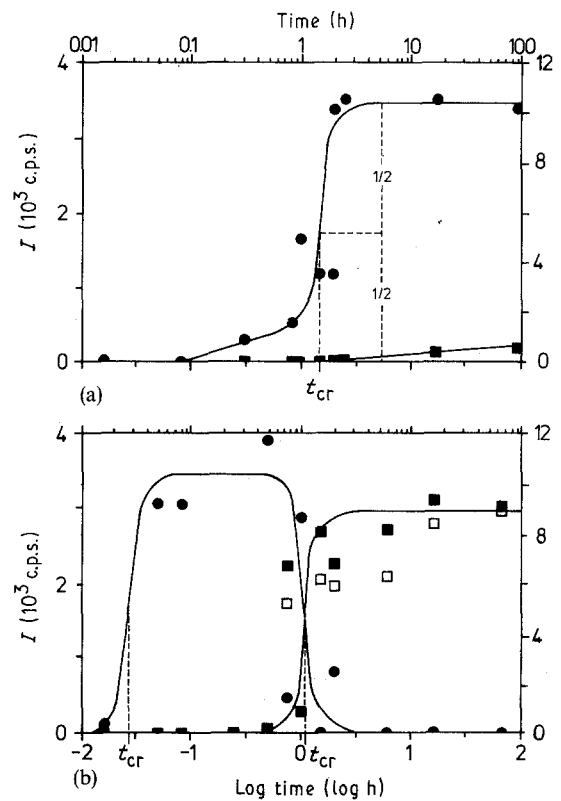 Time (h)
0.01 0.1 1 10 100
4 12
2 8
4
0 0
I (10³ c.p.s.)
1/2
1/2
(a)
t_cr
4 12
2 8
4
0 0
I (10³ c.p.s.)
-2 t_cr -1 0 t_cr 1 2
(b)
Log time (log h)